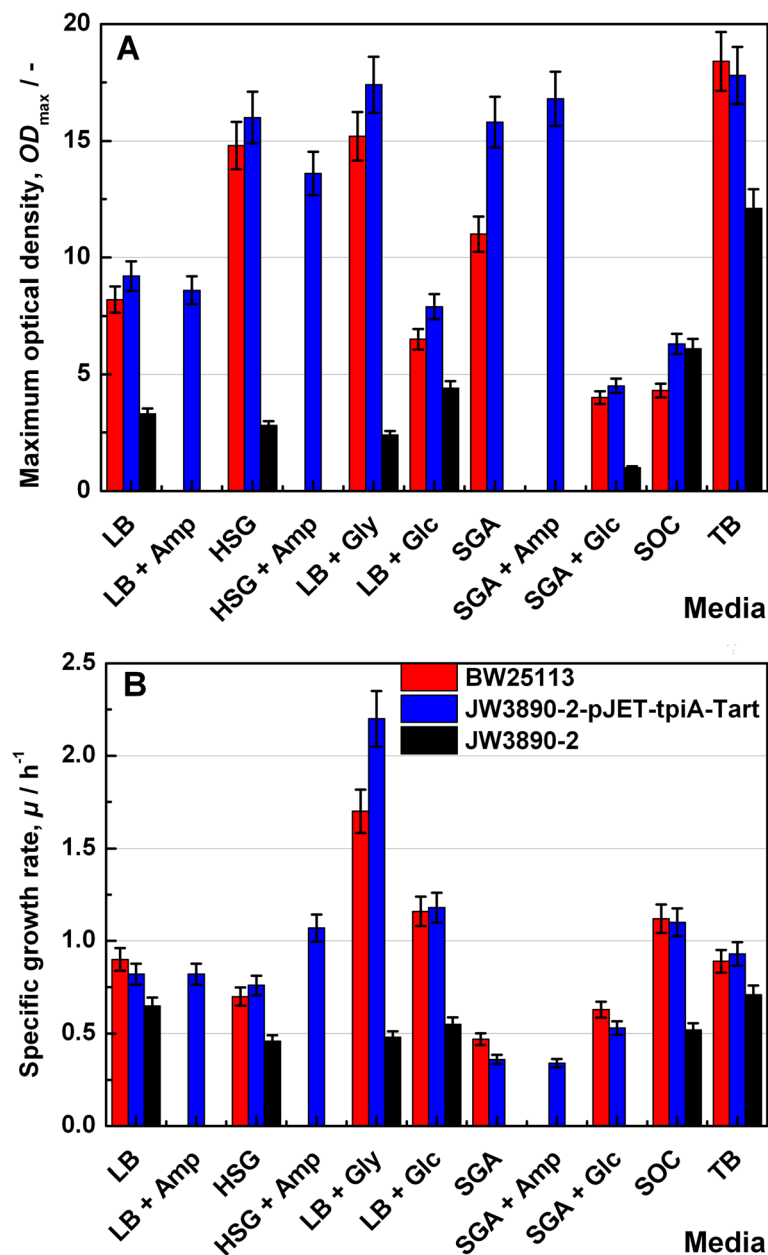 A
Maximum optical density, OD max / -
20
15
10
5
0
LB
LB + Amp
HSG
HSG + Amp
LB + Gly
LB + Glc
SGA
SGA + Amp
SGA + Glc
SOC
TB
Media
B
BW25113
JW3890-2-pJET-tpiA-Tart
JW3890-2
Specific growth rate, μ / h-1
2.5
2.0
1.5
1.0
0.5
0.0
LB
LB + Amp
HSG
HSG + Amp
LB + Gly
LB + Glc
SGA
SGA + Amp
SGA + Glc
SOC
TB
Media